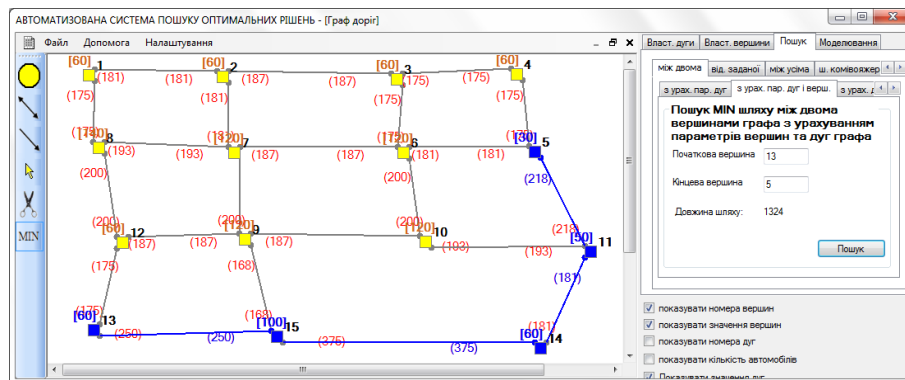 АВТОМАТИЗОВАНА СИСТЕМА ПОШУКУ ОПТИМАЛЬНИХ РІШЕНЬ - [Граф доріг]
Файл Допомога Налаштування
Власт. дуги Власт. вершини Пошук Моделювання
між двома від. заданої між усіма ш. комівояжер
з урах. пар. дуг з урах. пар. дуг і верш. з урах.
Пошук MIN шляху між двома
вершинами графа з урахуванням
параметрів вершин та дуг графа
Початкова вершина 13
Кінцева вершина 5
Довжина шляху: 1324
Пошук
показувати номера вершин
показувати значення вершин
показувати номера дуг
показувати кількість автомобілів
Показувати значення дуг
MIN
[60] 1 [60] 2 [60] 3 [60] 4
(181) (181) (187) (187) (175) (175)
(175) (181) (175) (175)
8 [120] 7 [120] 6 [30] 5
(193) (193) (187) (187) (181) (181)
(200) (200) (218)
(200) (200) (218)
[60] 12 9 [120] 10 [50] 11
(187) (187) (187) (193) (193)
(175) (168) (181)
(175) (168) (181)
[60] 13 [100] 15 [60] 14
(250) (250) (375) (375)